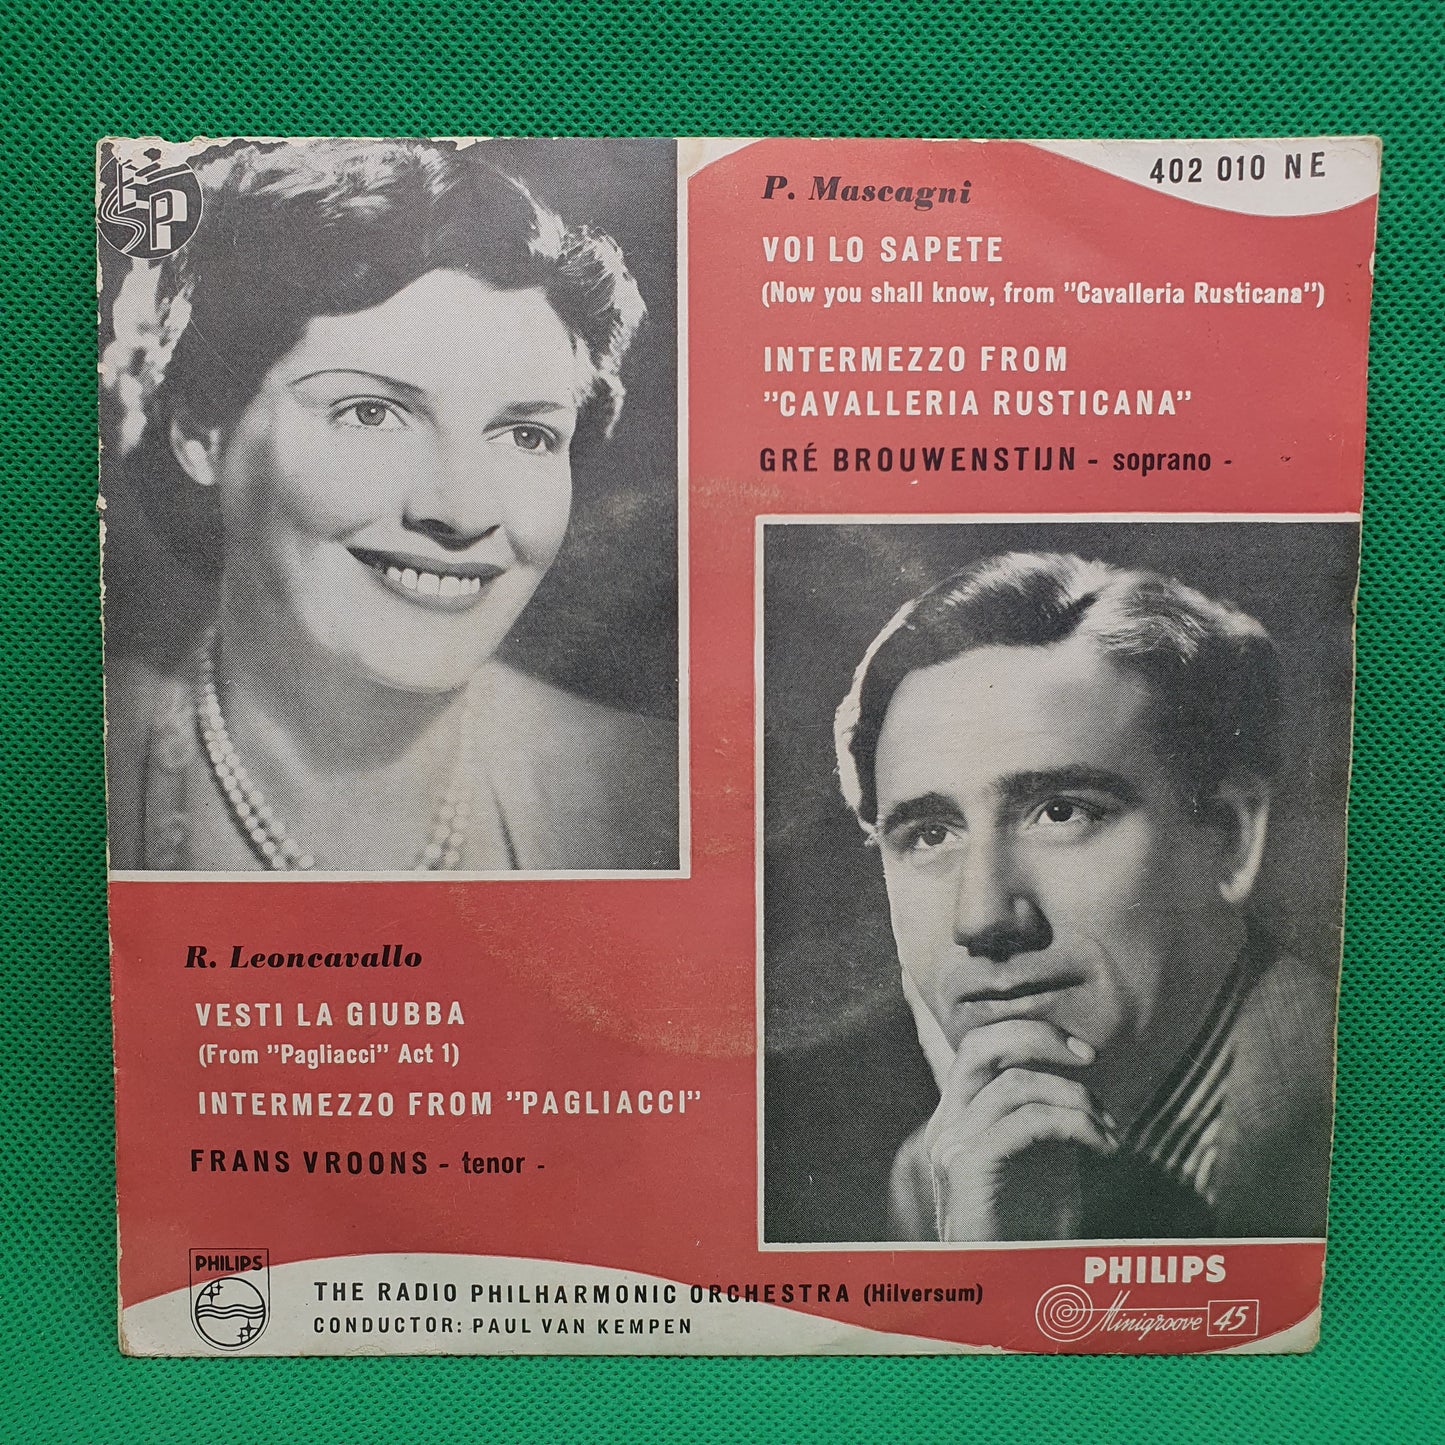 EP
402 010 NE
P. Mascagni
VOI LO SAPETE
(Now you shall know, from "Cavalleria Rusticana")
INTERMEZZO FROM
"CAVALLERIA RUSTICANA"
GRÉ BROUWENSTIJN - soprano -
R. Leoncavallo
VESTI LA GIUBBA
(From "Pagliacci" Act 1)
INTERMEZZO FROM "PAGLIACCI"
FRANS VROONS - tenor -
PHILIPS
THE RADIO PHILHARMONIC ORCHESTRA (Hilversum)
CONDUCTOR: PAUL VAN KEMPEN
PHILIPS
Minigroove 45